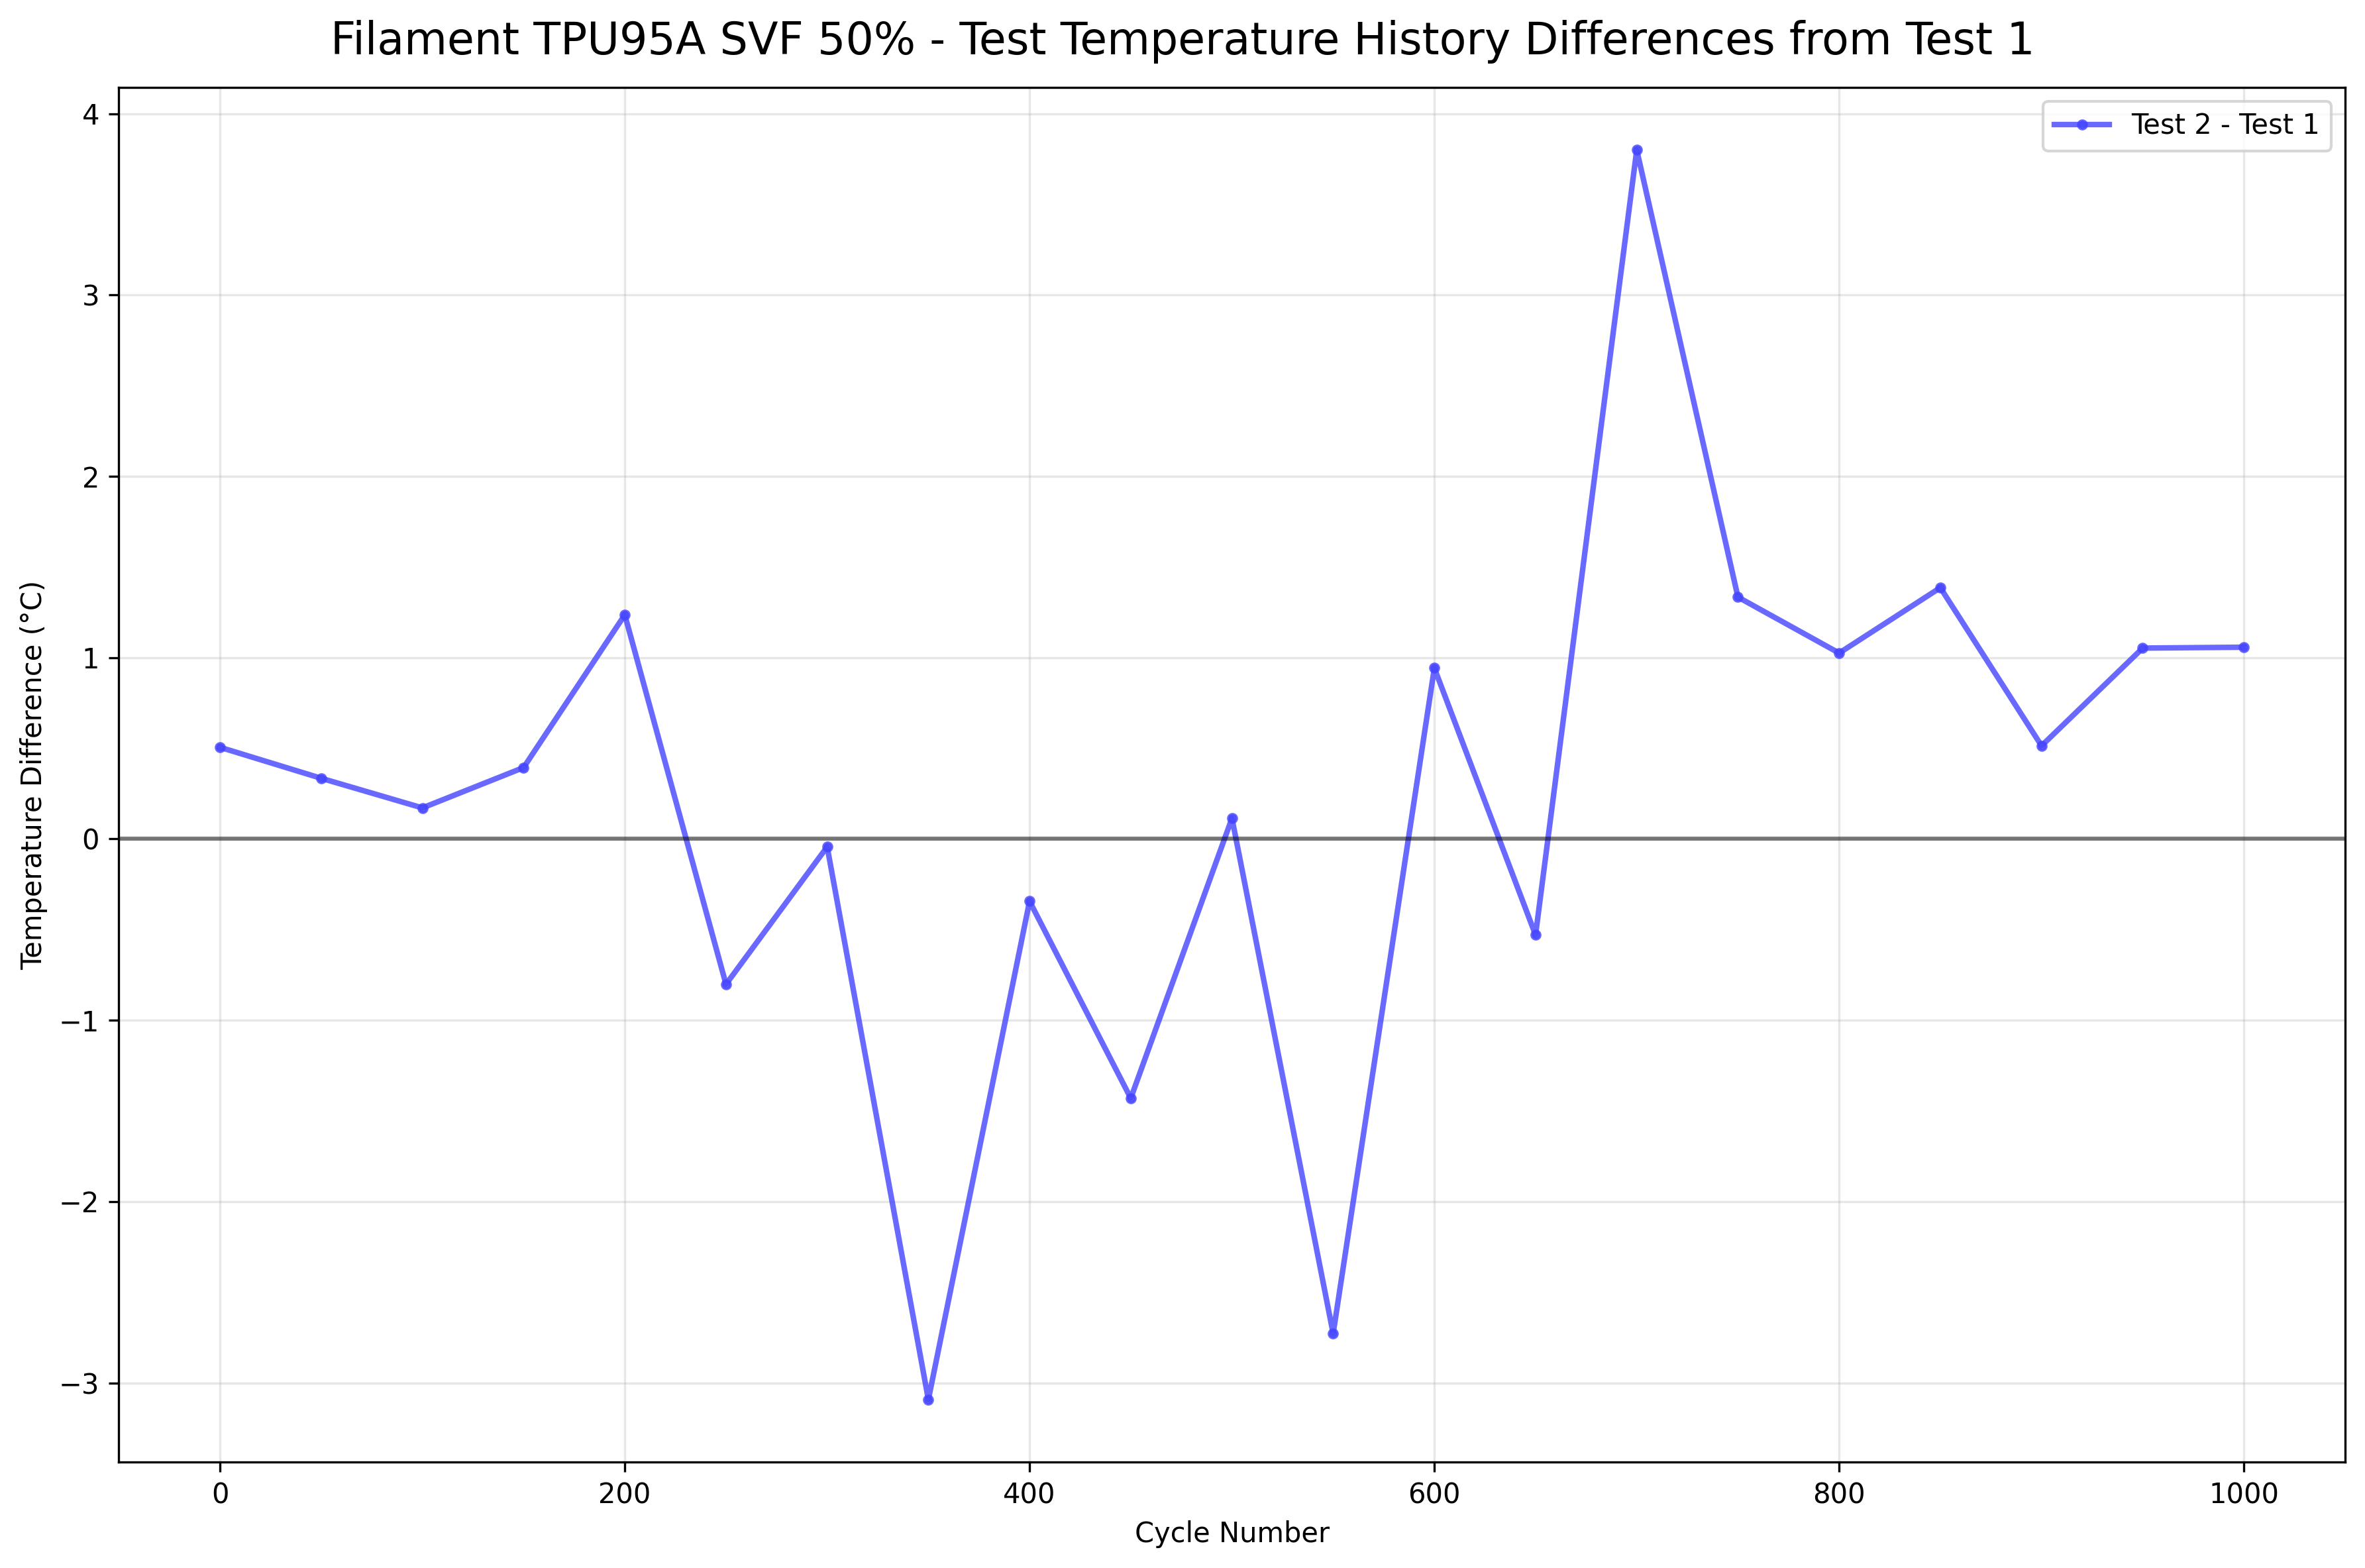 Filament TPU95A SVF 50% - Test Temperature History Differences from Test 1
Test 2 - Test 1
4
3
2
1
0
−1
−2
−3
Temperature Difference (°C)
0 200 400 600 800 1000
Cycle Number